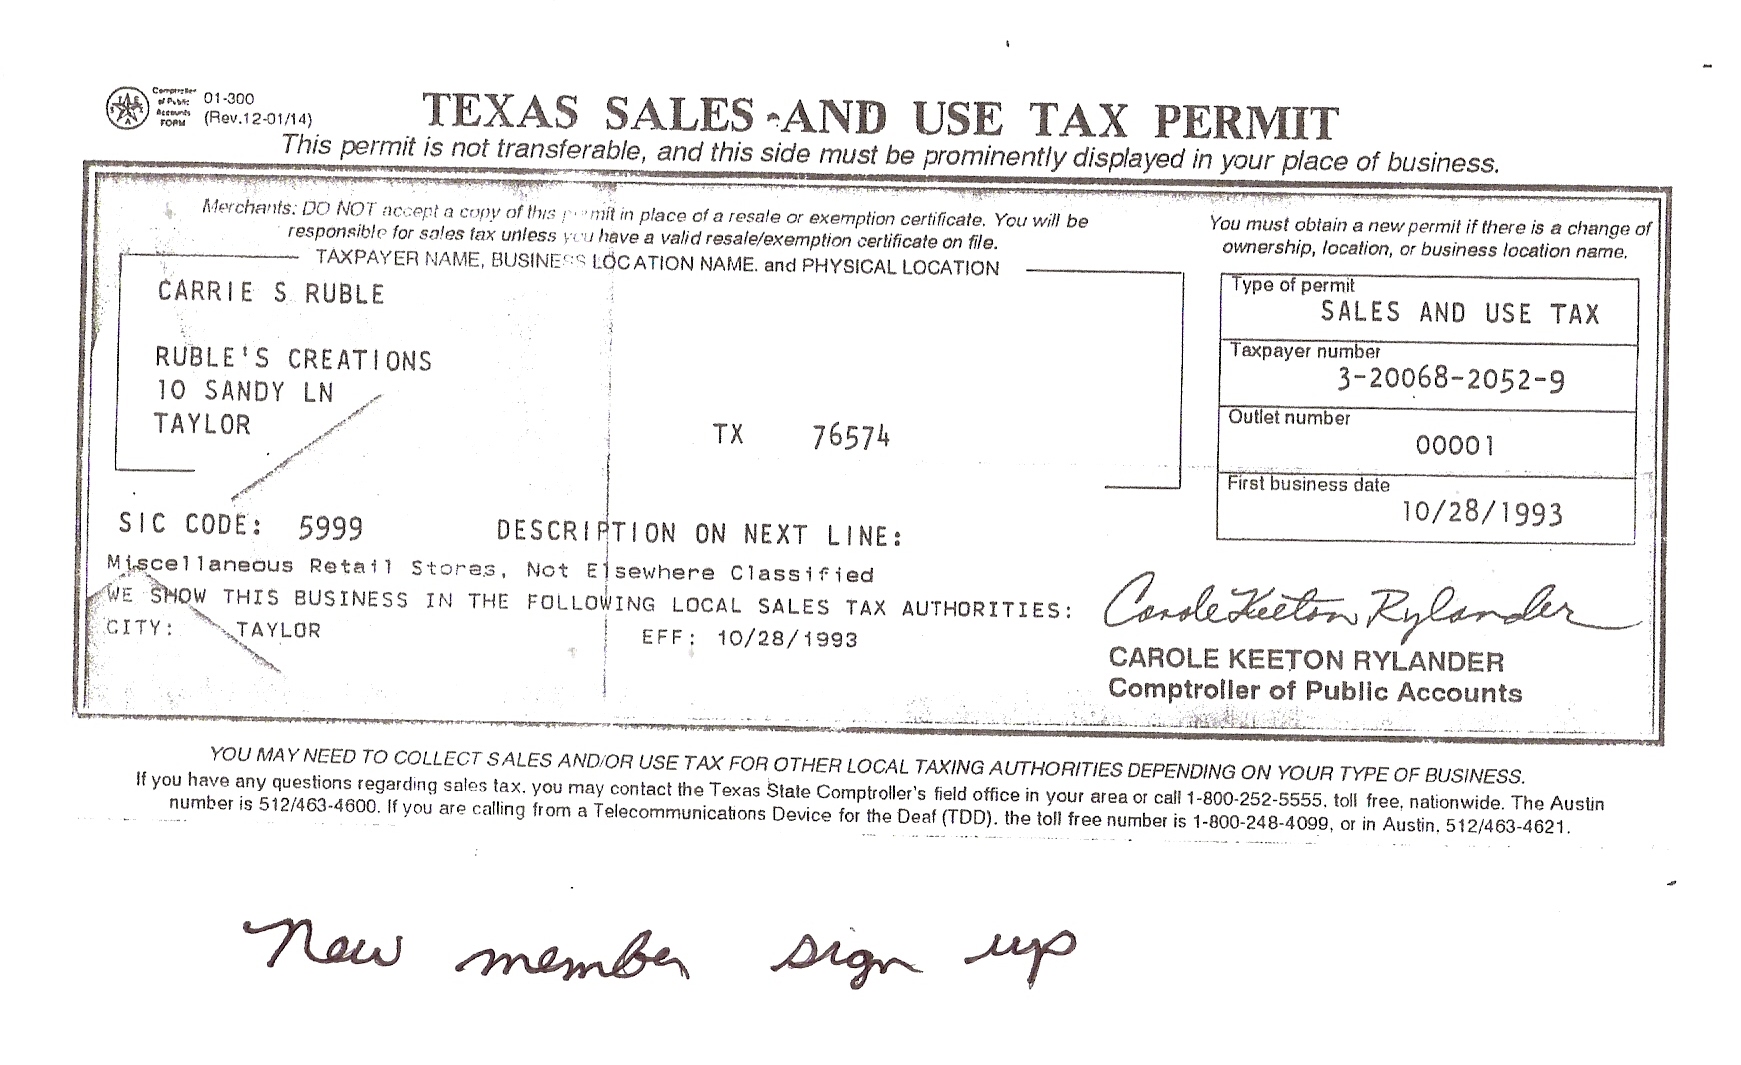 Comptroller
of Public
Accounts
FORM
01-300
(Rev.12-01/14)
TEXAS SALES AND USE TAX PERMIT
This permit is not transferable, and this side must be prominently displayed in your place of business.
Merchants: DO NOT accept a copy of this permit in place of a resale or exemption certificate. You will be
responsible for sales tax unless you have a valid resale/exemption certificate on file.
You must obtain a new permit if there is a change of
ownership, location, or business location name.
TAXPAYER NAME, BUSINESS LOCATION NAME. and PHYSICAL LOCATION
CARRIE S RUBLE
RUBLE'S CREATIONS
10 SANDY LN
TAYLOR TX 76574
Type of permit
SALES AND USE TAX
Taxpayer number
3-20068-2052-9
Outlet number
00001
First business date
10/28/1993
SIC CODE: 5999 DESCRIPTION ON NEXT LINE:
Miscellaneous Retail Stores, Not Elsewhere Classified
WE SHOW THIS BUSINESS IN THE FOLLOWING LOCAL SALES TAX AUTHORITIES:
CITY: TAYLOR EFF: 10/28/1993
Carole Keeton Rylander
CAROLE KEETON RYLANDER
Comptroller of Public Accounts
YOU MAY NEED TO COLLECT SALES AND/OR USE TAX FOR OTHER LOCAL TAXING AUTHORITIES DEPENDING ON YOUR TYPE OF BUSINESS.
If you have any questions regarding sales tax. you may contact the Texas State Comptroller's field office in your area or call 1-800-252-5555. toll free, nationwide. The Austin
number is 512/463-4600. If you are calling from a Telecommunications Device for the Deaf (TDD). the toll free number is 1-800-248-4099, or in Austin, 512/463-4621.
New member sign up